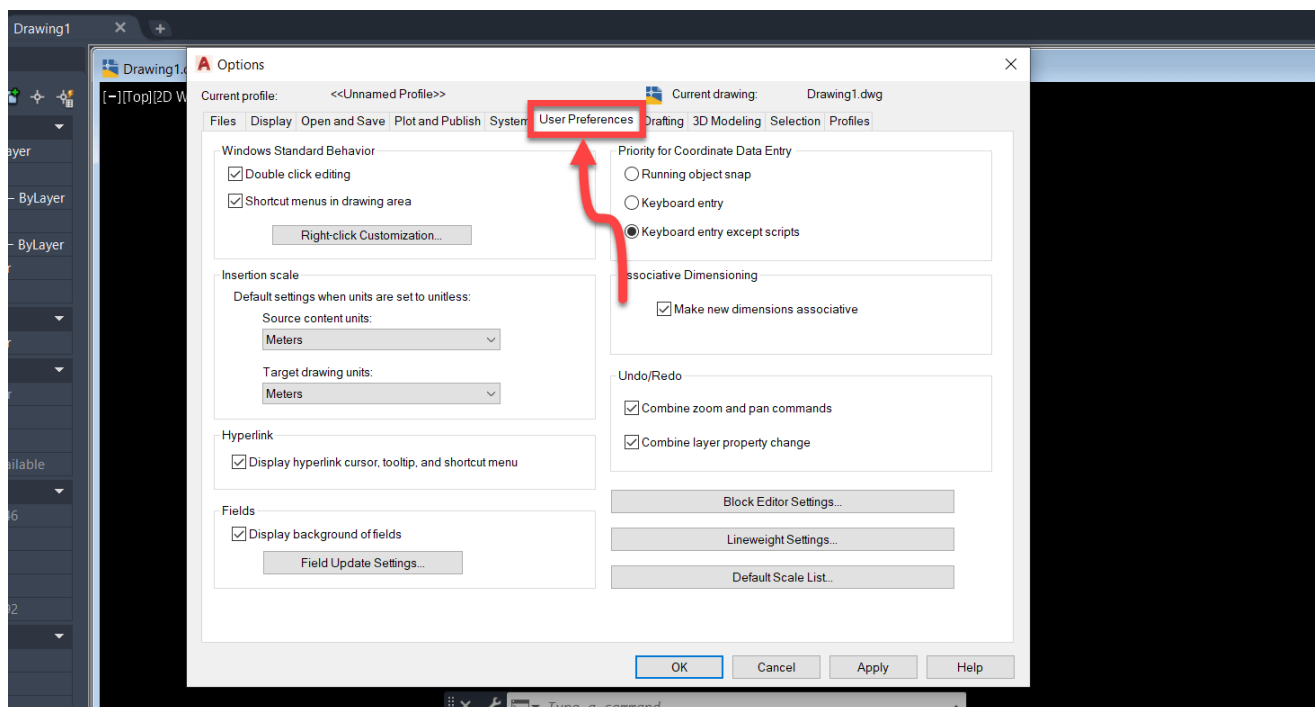 Drawing1
Drawing1.
[−][Top][2D W
ayer
– ByLayer
– ByLayer
r
r
r
ailable
46
92
Options
Current profile: <<Unnamed Profile>> Current drawing: Drawing1.dwg
Files Display Open and Save Plot and Publish System User Preferences Drafting 3D Modeling Selection Profiles
Windows Standard Behavior
Double click editing
Shortcut menus in drawing area
Right-click Customization...
Insertion scale
Default settings when units are set to unitless:
Source content units:
Meters
Target drawing units:
Meters
Hyperlink
Display hyperlink cursor, tooltip, and shortcut menu
Fields
Display background of fields
Field Update Settings...
Priority for Coordinate Data Entry
Running object snap
Keyboard entry
Keyboard entry except scripts
Associative Dimensioning
Make new dimensions associative
Undo/Redo
Combine zoom and pan commands
Combine layer property change
Block Editor Settings...
Lineweight Settings...
Default Scale List...
OK Cancel Apply Help
Type a command